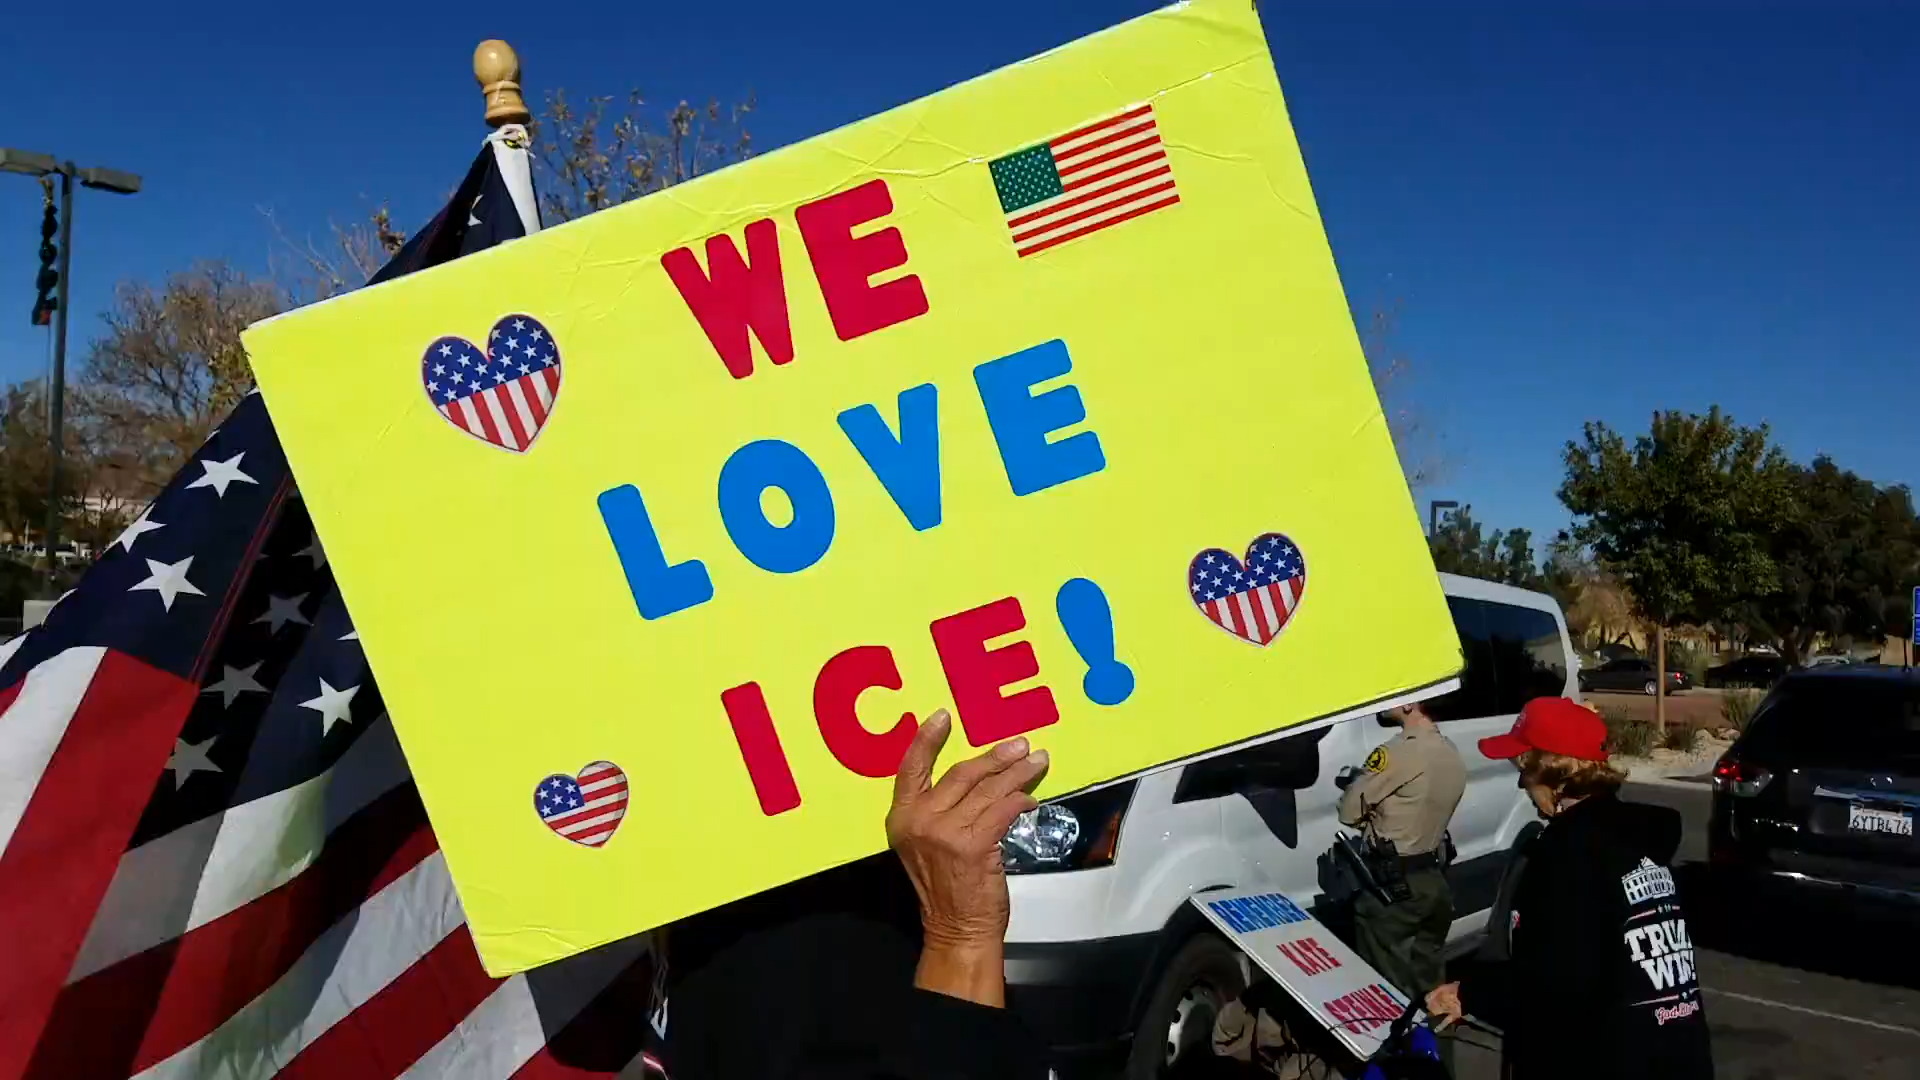 WE
LOVE
ICE!
REMEMBER
KATE
STEINLE!
6YTB476
TRUMP
WINS!